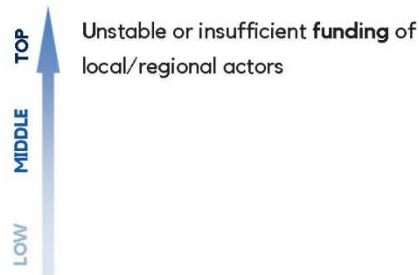 TOP
MIDDLE
LOW
Unstable or insufficient funding of
local/regional actors